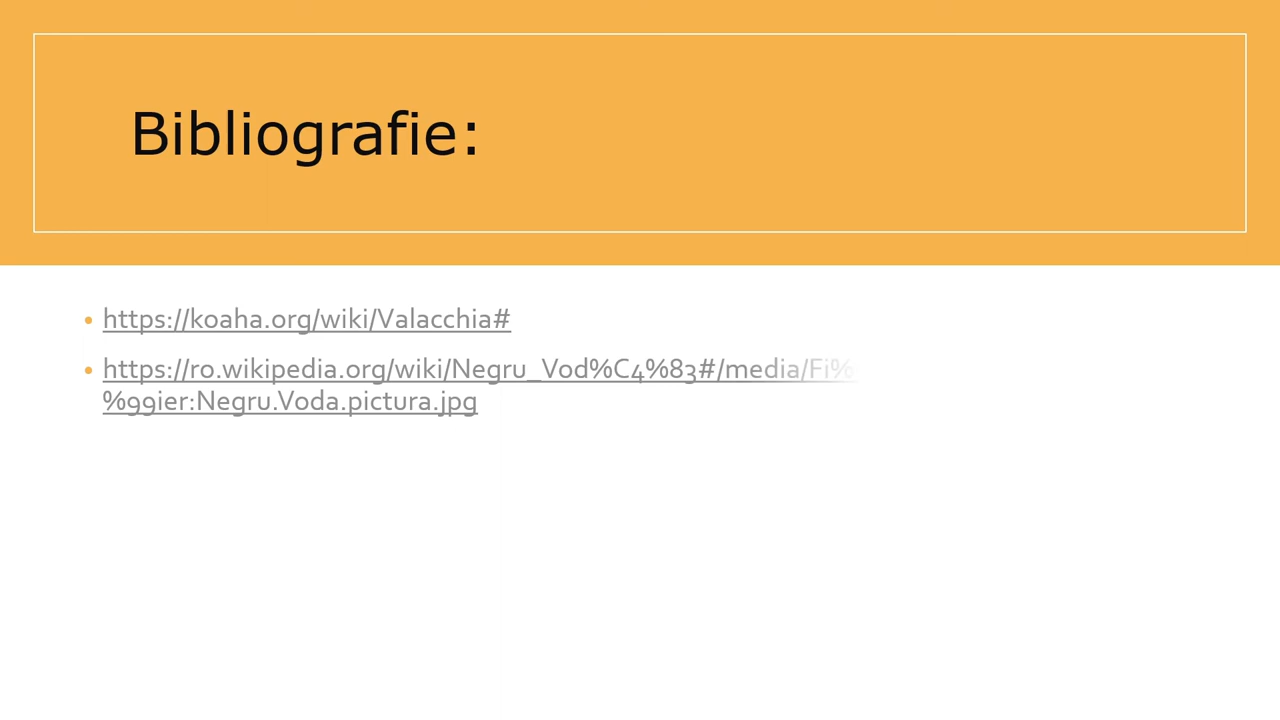 Bibliografie:
• https://koaha.org/wiki/Valacchia#
• https://ro.wikipedia.org/wiki/Negru_Vod%C4%83#/media/Fi%
%99ier:Negru.Voda.pictura.jpg